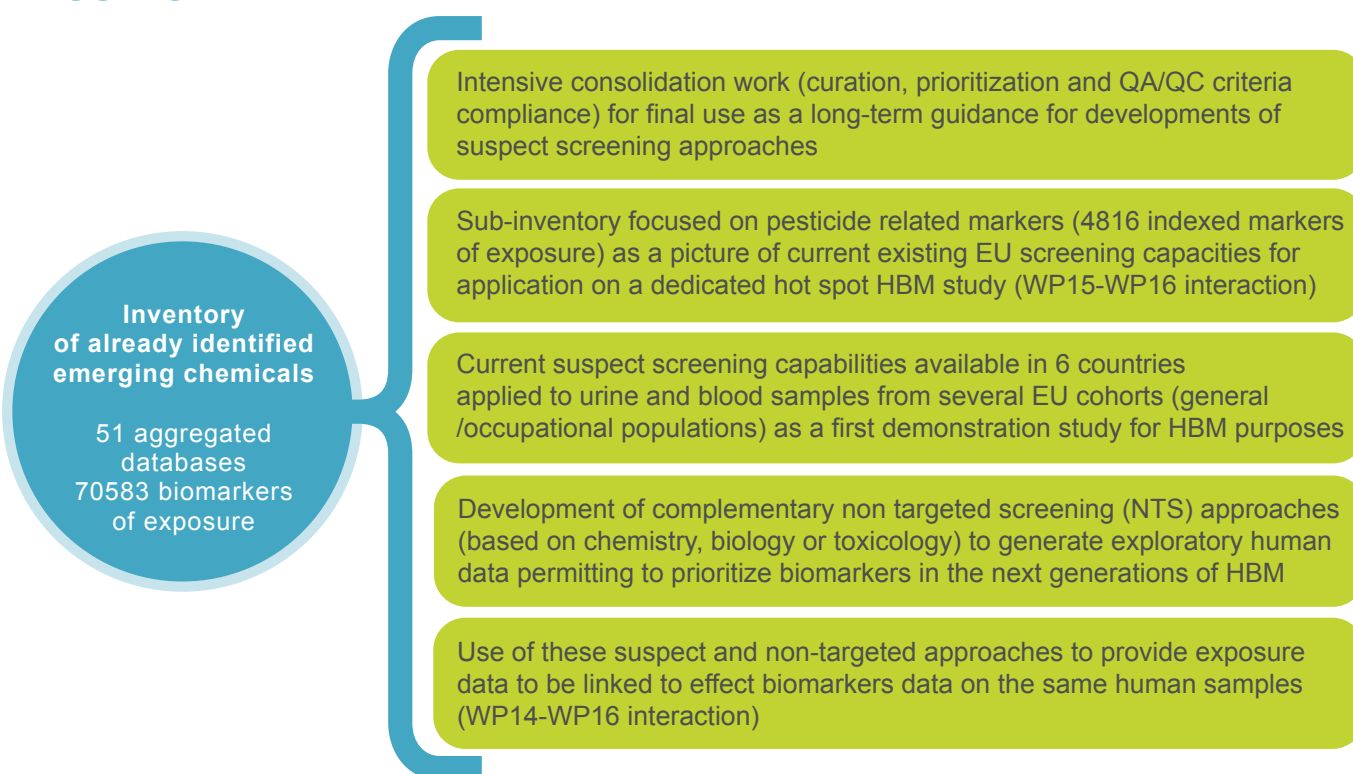 Inventory
of already identified
emerging chemicals
51 aggregated
databases
70583 biomarkers
of exposure
Intensive consolidation work (curation, prioritization and QA/QC criteria
compliance) for final use as a long-term guidance for developments of
suspect screening approaches
Sub-inventory focused on pesticide related markers (4816 indexed markers
of exposure) as a picture of current existing EU screening capacities for
application on a dedicated hot spot HBM study (WP15-WP16 interaction)
Current suspect screening capabilities available in 6 countries
applied to urine and blood samples from several EU cohorts (general
/occupational populations) as a first demonstration study for HBM purposes
Development of complementary non targeted screening (NTS) approaches
(based on chemistry, biology or toxicology) to generate exploratory human
data permitting to prioritize biomarkers in the next generations of HBM
Use of these suspect and non-targeted approaches to provide exposure
data to be linked to effect biomarkers data on the same human samples
(WP14-WP16 interaction)